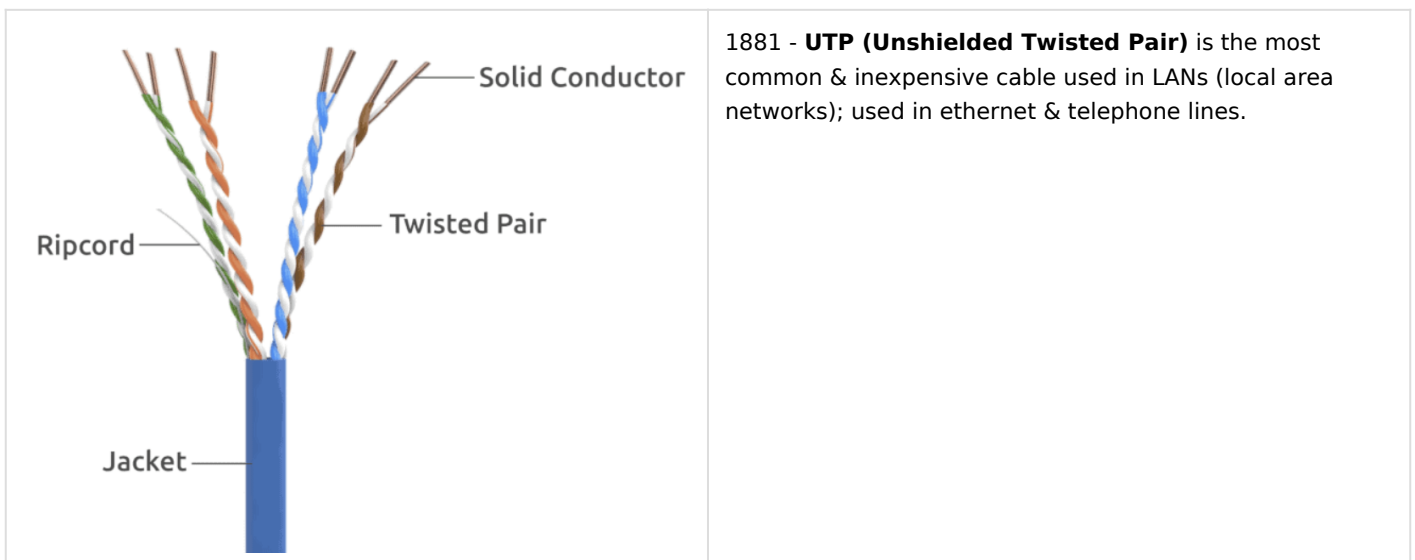 Solid Conductor
Twisted Pair
Ripcord
Jacket
1881 - UTP (Unshielded Twisted Pair) is the most
common & inexpensive cable used in LANs (local area
networks); used in ethernet & telephone lines.